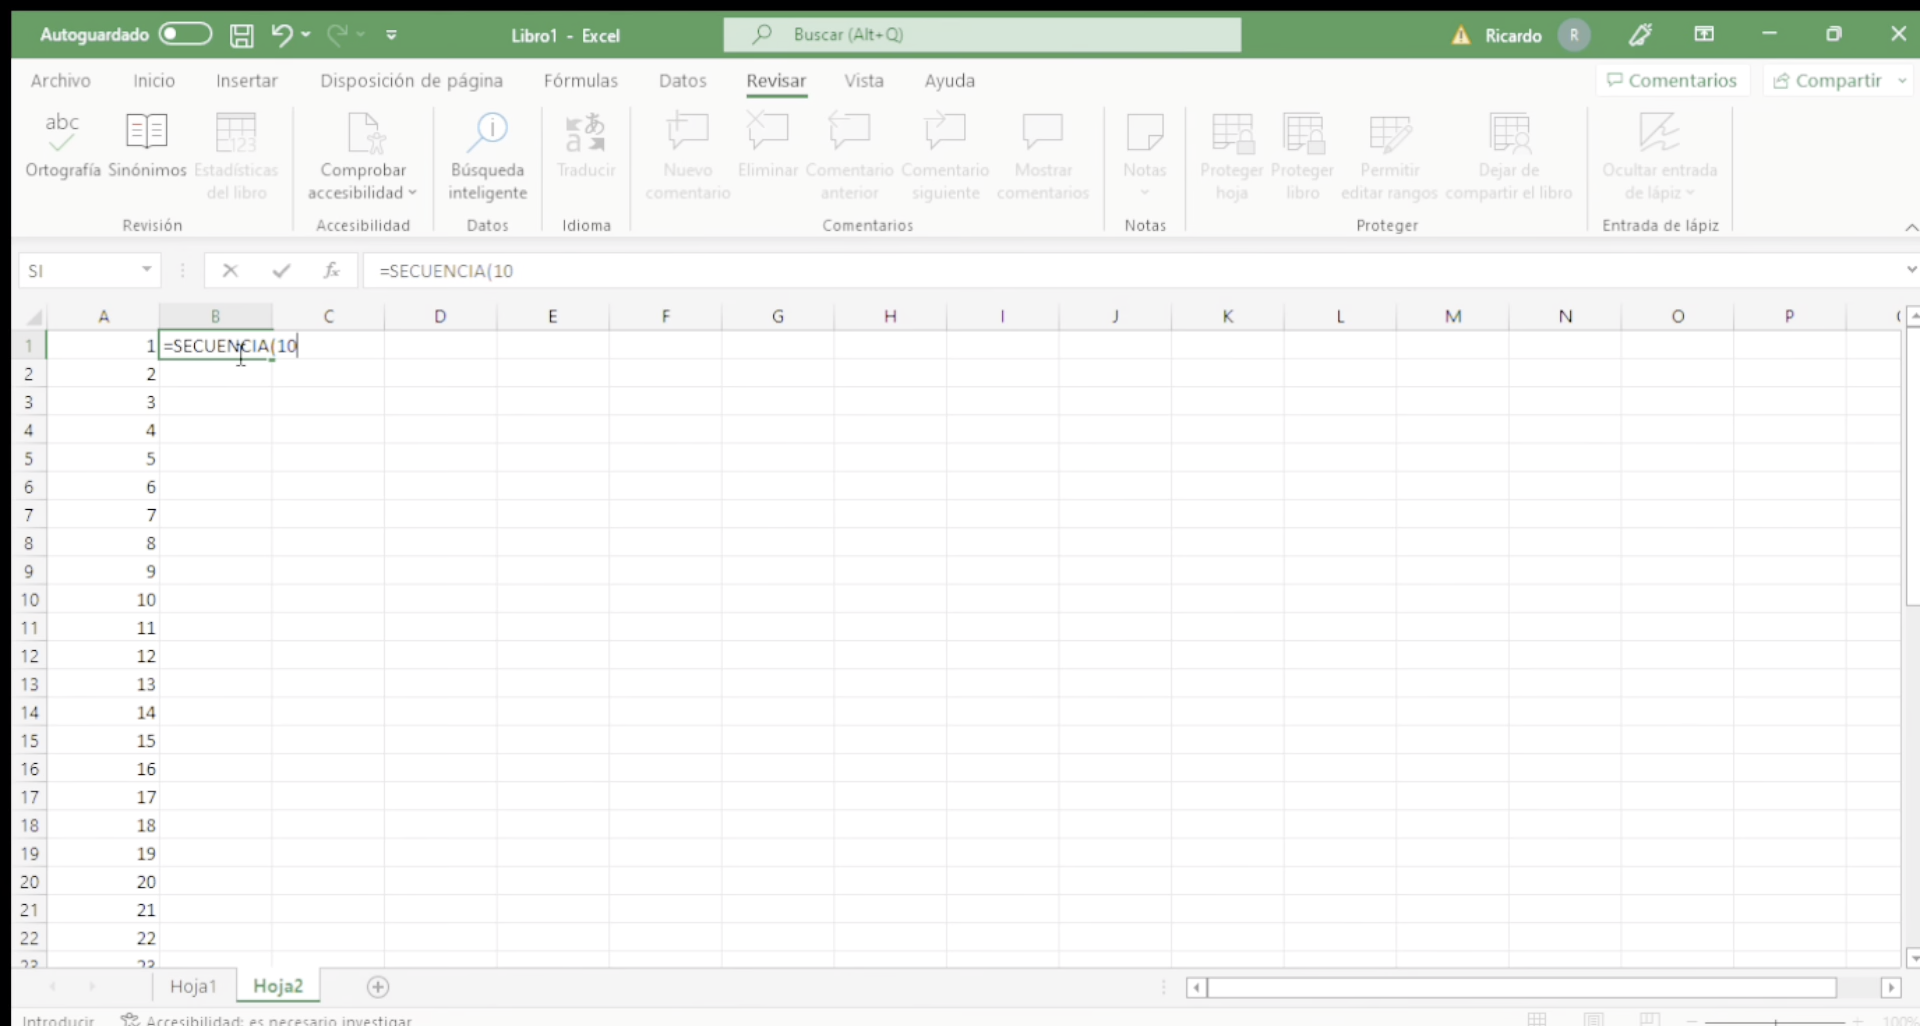 Autoguardado
Libro1 - Excel
Buscar (Alt+Q)
Ricardo R
Archivo Inicio Insertar Disposición de página Fórmulas Datos Revisar Vista Ayuda Comentarios Compartir
abc 123
Ortografía Sinónimos Estadísticas del libro
Comprobar accesibilidad
Búsqueda inteligente
Traducir
Nuevo comentario Eliminar Comentario anterior Comentario siguiente Mostrar comentarios
Notas
Proteger hoja Proteger libro Permitir editar rangos Dejar de compartir el libro
Ocultar entrada de lápiz
Revisión Accesibilidad Datos Idioma Comentarios Notas Proteger Entrada de lápiz
SI fx =SECUENCIA(10
A B C D E F G H I J K L M N O P
1 1 =SECUENCIA(10
2 2
3 3
4 4
5 5
6 6
7 7
8 8
9 9
10 10
11 11
12 12
13 13
14 14
15 15
16 16
17 17
18 18
19 19
20 20
21 21
22 22
23 23
Hoja1 Hoja2
Introducir Accesibilidad: es necesario investigar 100%